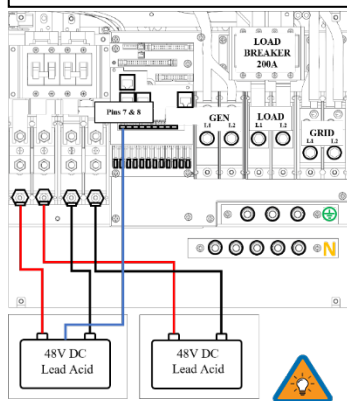 LOAD
BREAKER
200A
Pins 7 & 8
GEN
L1 L2
LOAD
L1 L2
GRID
L1 L2
N
48V DC
Lead Acid
48V DC
Lead Acid